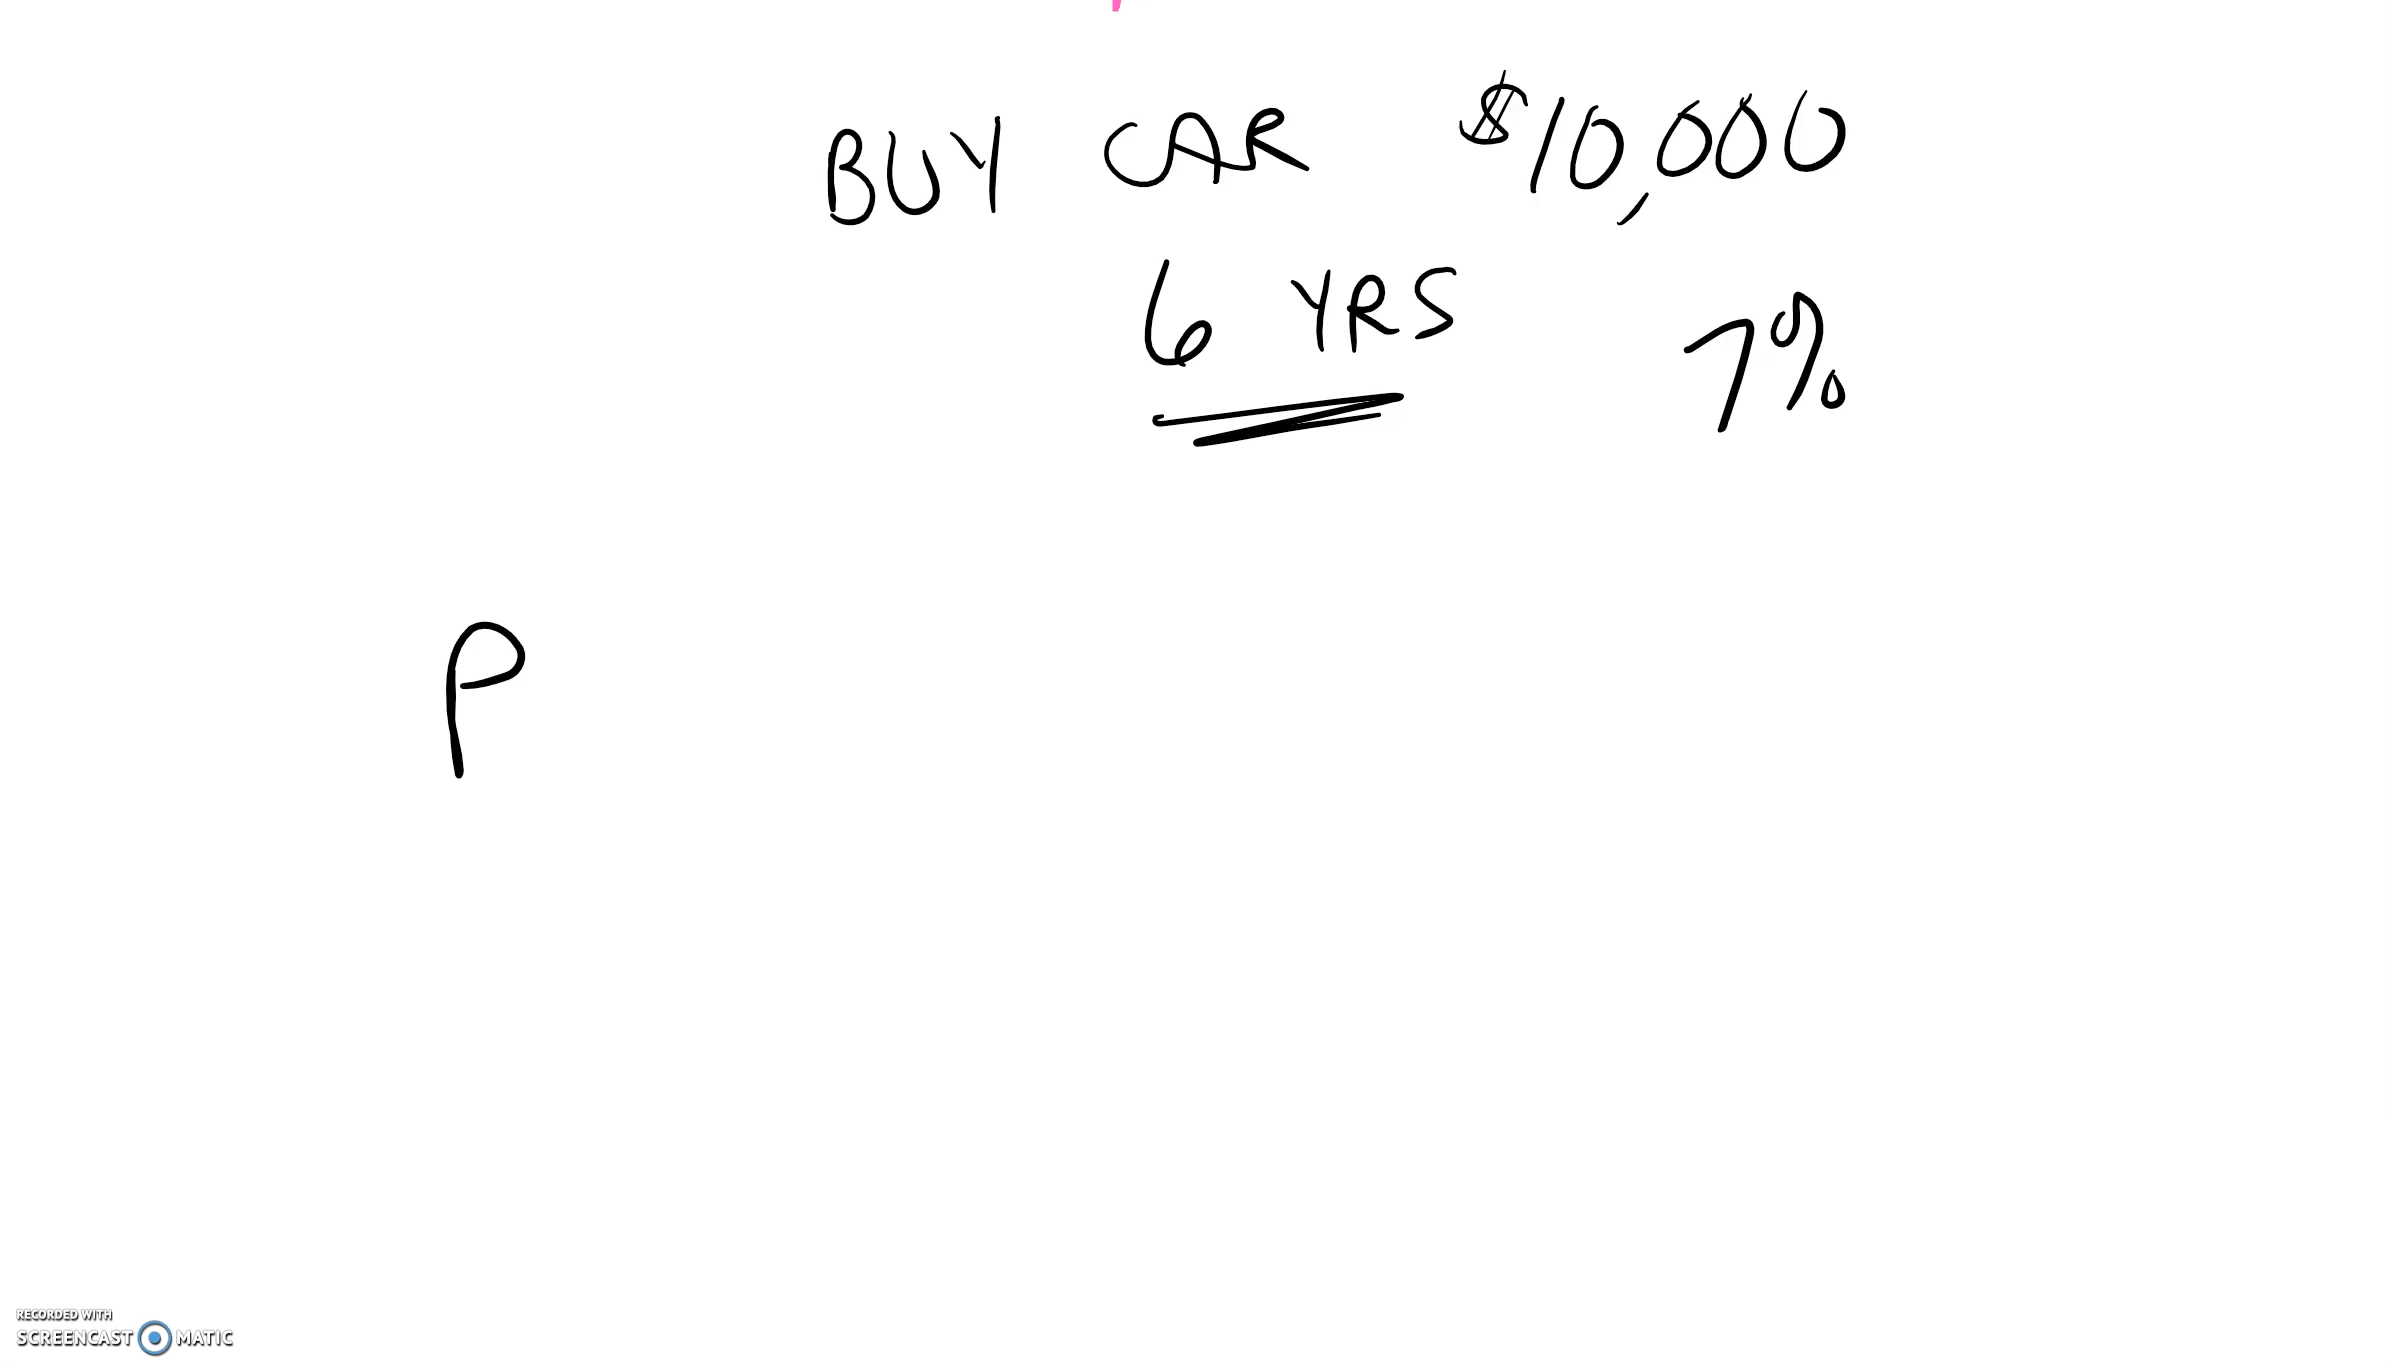 BUY CAR $10,000
6 YRS 7%
P
RECORDED WITH
SCREENCAST MATIC